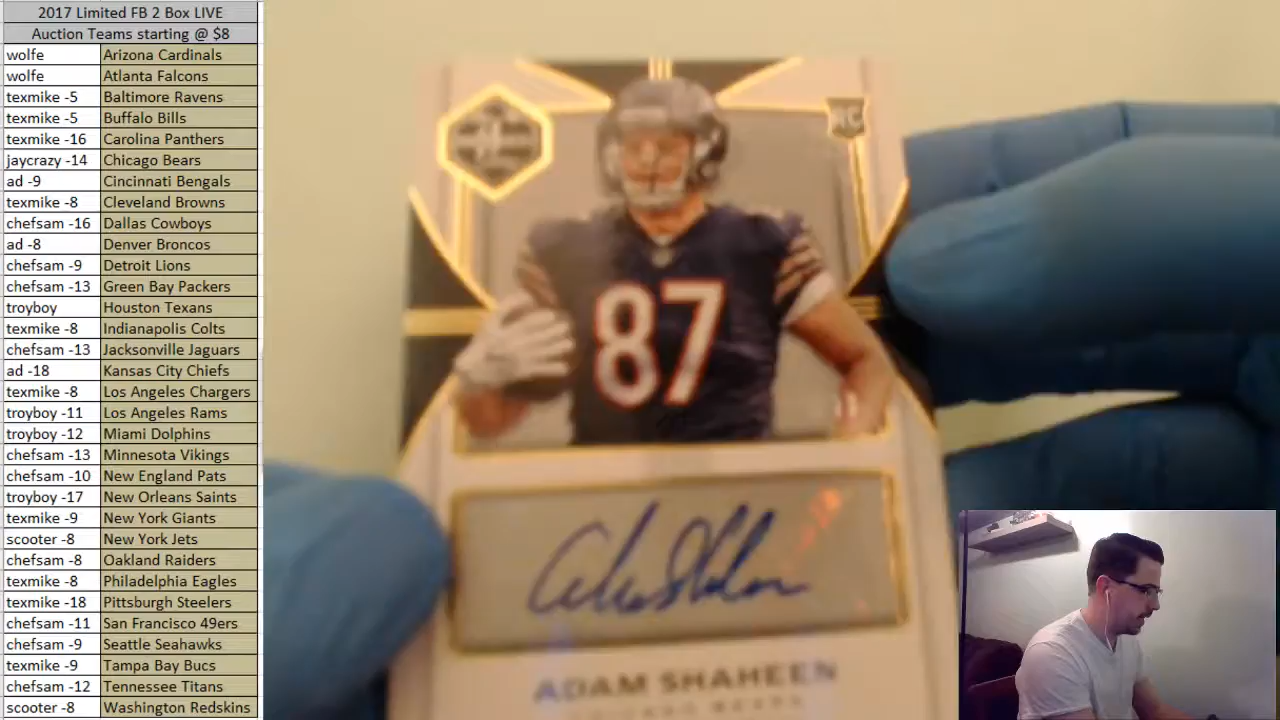 2017 Limited FB 2 Box LIVE
Auction Teams starting @ $8
wolfe Arizona Cardinals
wolfe Atlanta Falcons
texmike -5 Baltimore Ravens
texmike -5 Buffalo Bills
texmike -16 Carolina Panthers
jaycrazy -14 Chicago Bears
ad -9 Cincinnati Bengals
texmike -8 Cleveland Browns
chefsam -16 Dallas Cowboys
ad -8 Denver Broncos
chefsam -9 Detroit Lions
chefsam -13 Green Bay Packers
troyboy Houston Texans
texmike -8 Indianapolis Colts
chefsam -13 Jacksonville Jaguars
ad -18 Kansas City Chiefs
texmike -8 Los Angeles Chargers
troyboy -11 Los Angeles Rams
troyboy -12 Miami Dolphins
chefsam -13 Minnesota Vikings
chefsam -10 New England Pats
troyboy -17 New Orleans Saints
texmike -9 New York Giants
scooter -8 New York Jets
chefsam -8 Oakland Raiders
texmike -8 Philadelphia Eagles
texmike -18 Pittsburgh Steelers
chefsam -11 San Francisco 49ers
chefsam -9 Seattle Seahawks
texmike -9 Tampa Bay Bucs
chefsam -12 Tennessee Titans
scooter -8 Washington Redskins
RC
87
ADAM SHAHEEN